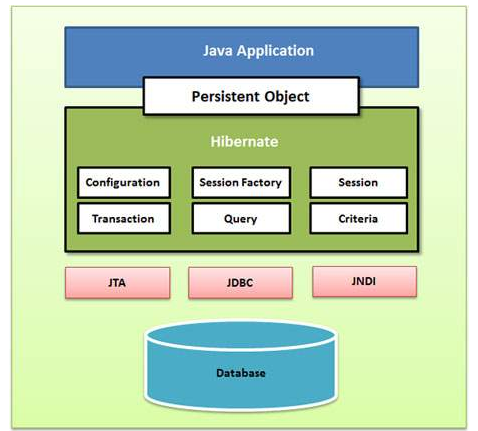 Java Application
Persistent Object
Hibernate
Configuration
Session Factory
Session
Transaction
Query
Criteria
JTA
JDBC
JNDI
Database